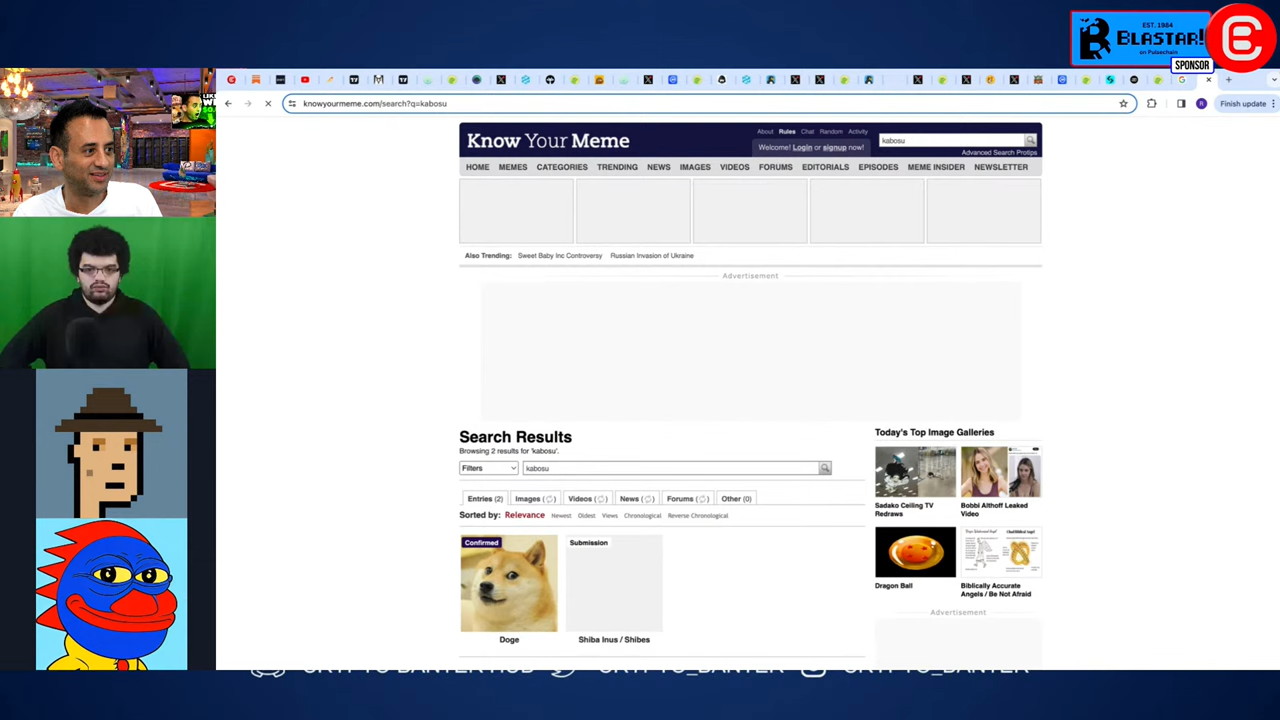 EST. 1984
BLASTAR!
on Pulsechain
SPONSOR
knowyourmeme.com/search?q=kabosu
Finish update
Know Your Meme
About Rules Chat Random Activity
Welcome! Login or signup now!
kabosu
Advanced Search Protips
HOME MEMES CATEGORIES TRENDING NEWS IMAGES VIDEOS FORUMS EDITORIALS EPISODES MEME INSIDER NEWSLETTER
Also Trending: Sweet Baby Inc Controversy Russian Invasion of Ukraine
Advertisement
Search Results
Browsing 2 results for 'kabosu'.
Filters
kabosu
Entries (2) Images Videos News Forums Other (0)
Sorted by: Relevance Newest Oldest Views Chronological Reverse Chronological
Confirmed
Submission
Doge
Shiba Inus / Shibes
Today's Top Image Galleries
Sadako Ceiling TV
Redraws
Bobbi Althoff Leaked
Video
Dragon Ball
Biblically Accurate
Angels / Be Not Afraid
Advertisement
CRYPTO BANTER HUB CRYPTO_BANTER CRYPTO_BANTER